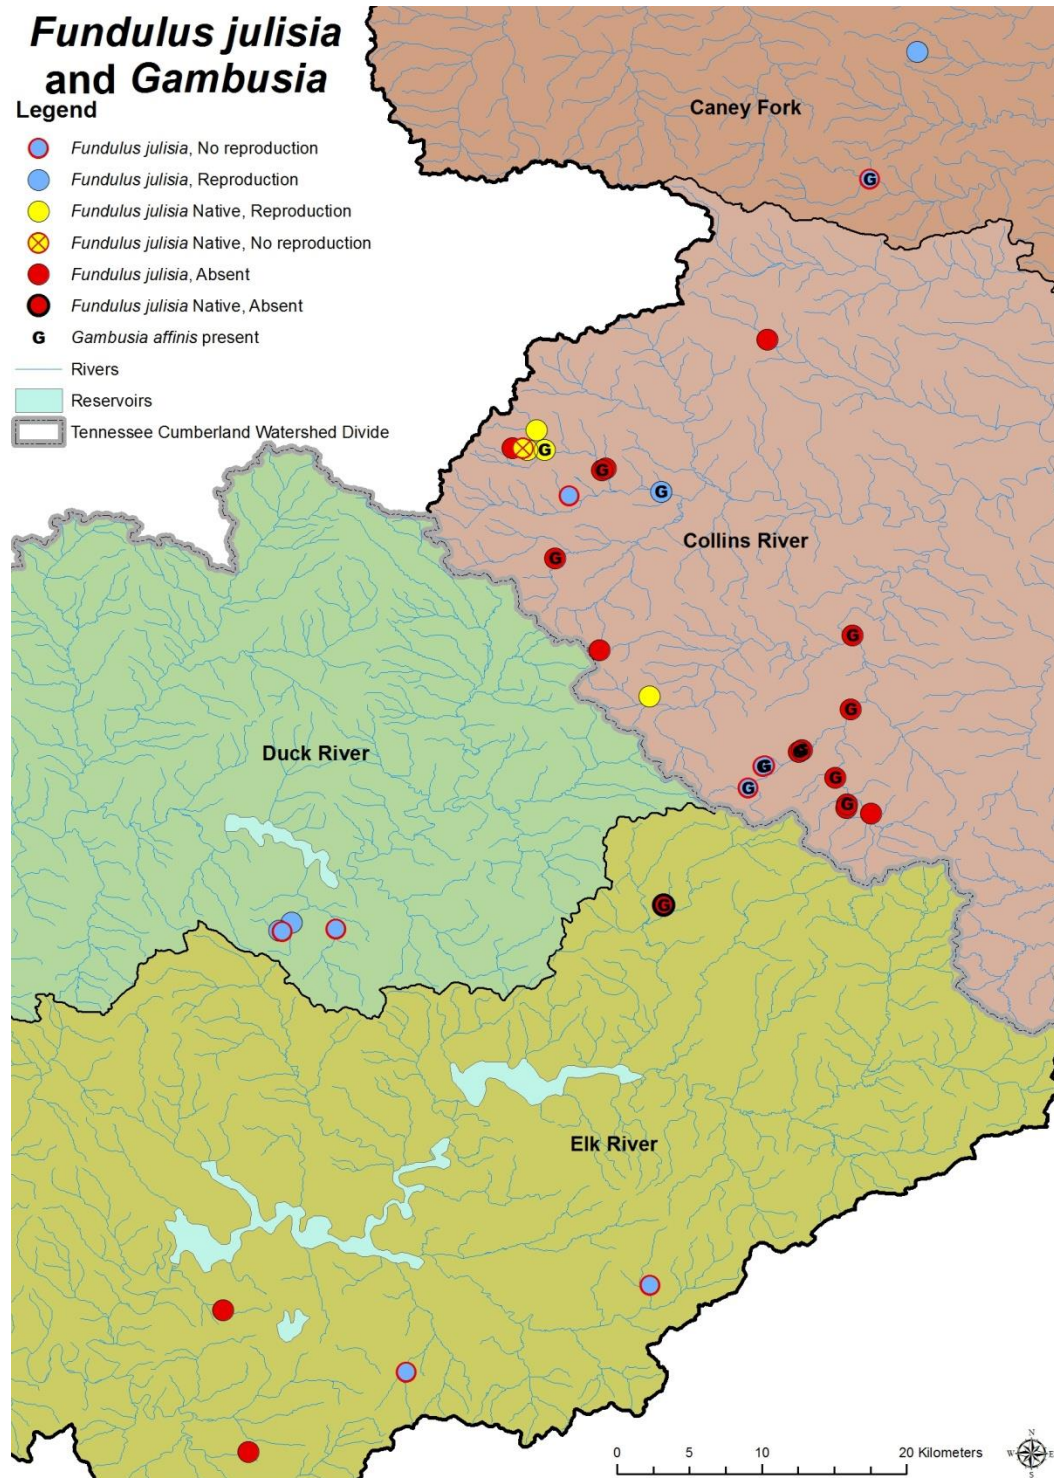 Fundulus julisia
and Gambusia
Legend
Fundulus julisia, No reproduction
Fundulus julisia, Reproduction
Fundulus julisia Native, Reproduction
Fundulus julisia Native, No reproduction
Fundulus julisia, Absent
Fundulus julisia Native, Absent
G Gambusia affinis present
Rivers
Reservoirs
Tennessee Cumberland Watershed Divide
Caney Fork
G
G
G
G
Collins River
G
G
G
Duck River
G
G
G
G
G
G
Elk River
0 5 10 20 Kilometers
N
W E
S